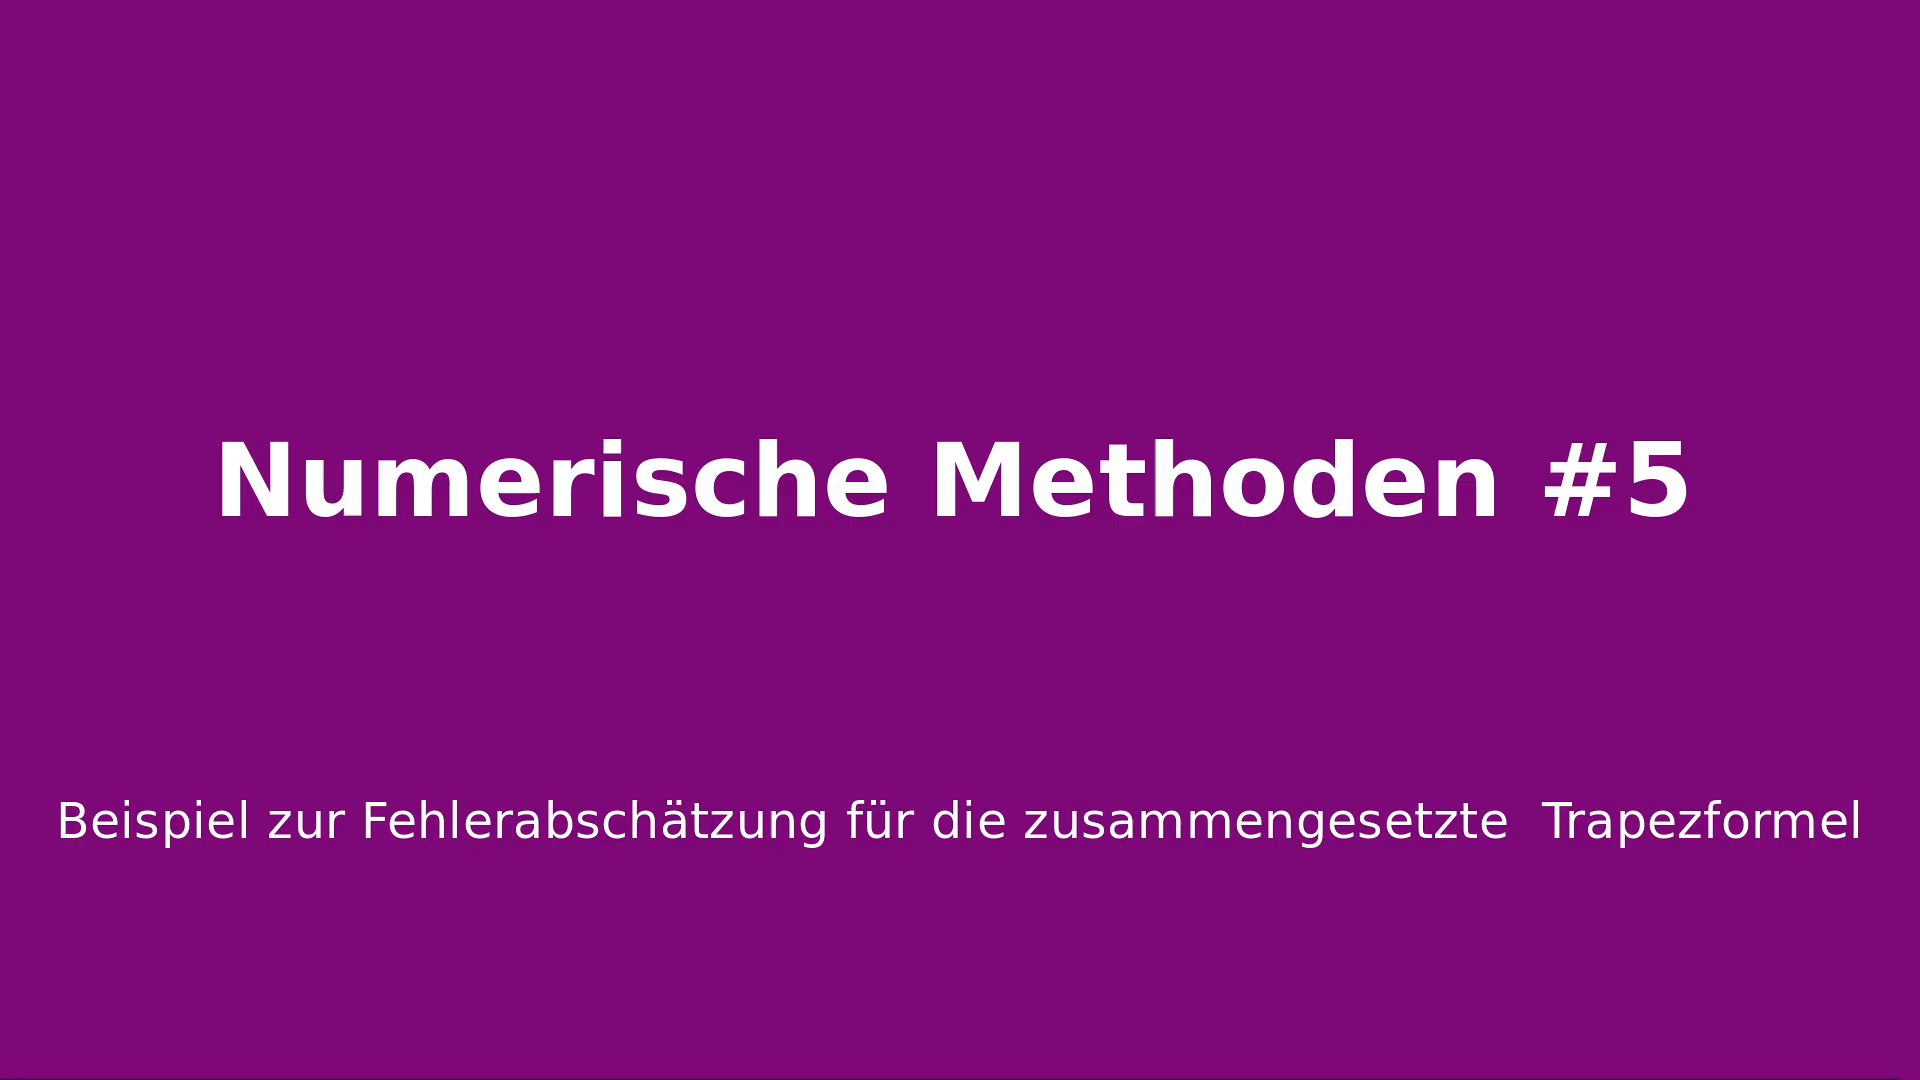 Numerische Methoden #5
Beispiel zur Fehlerabschätzung für die zusammengesetzte  Trapezformel